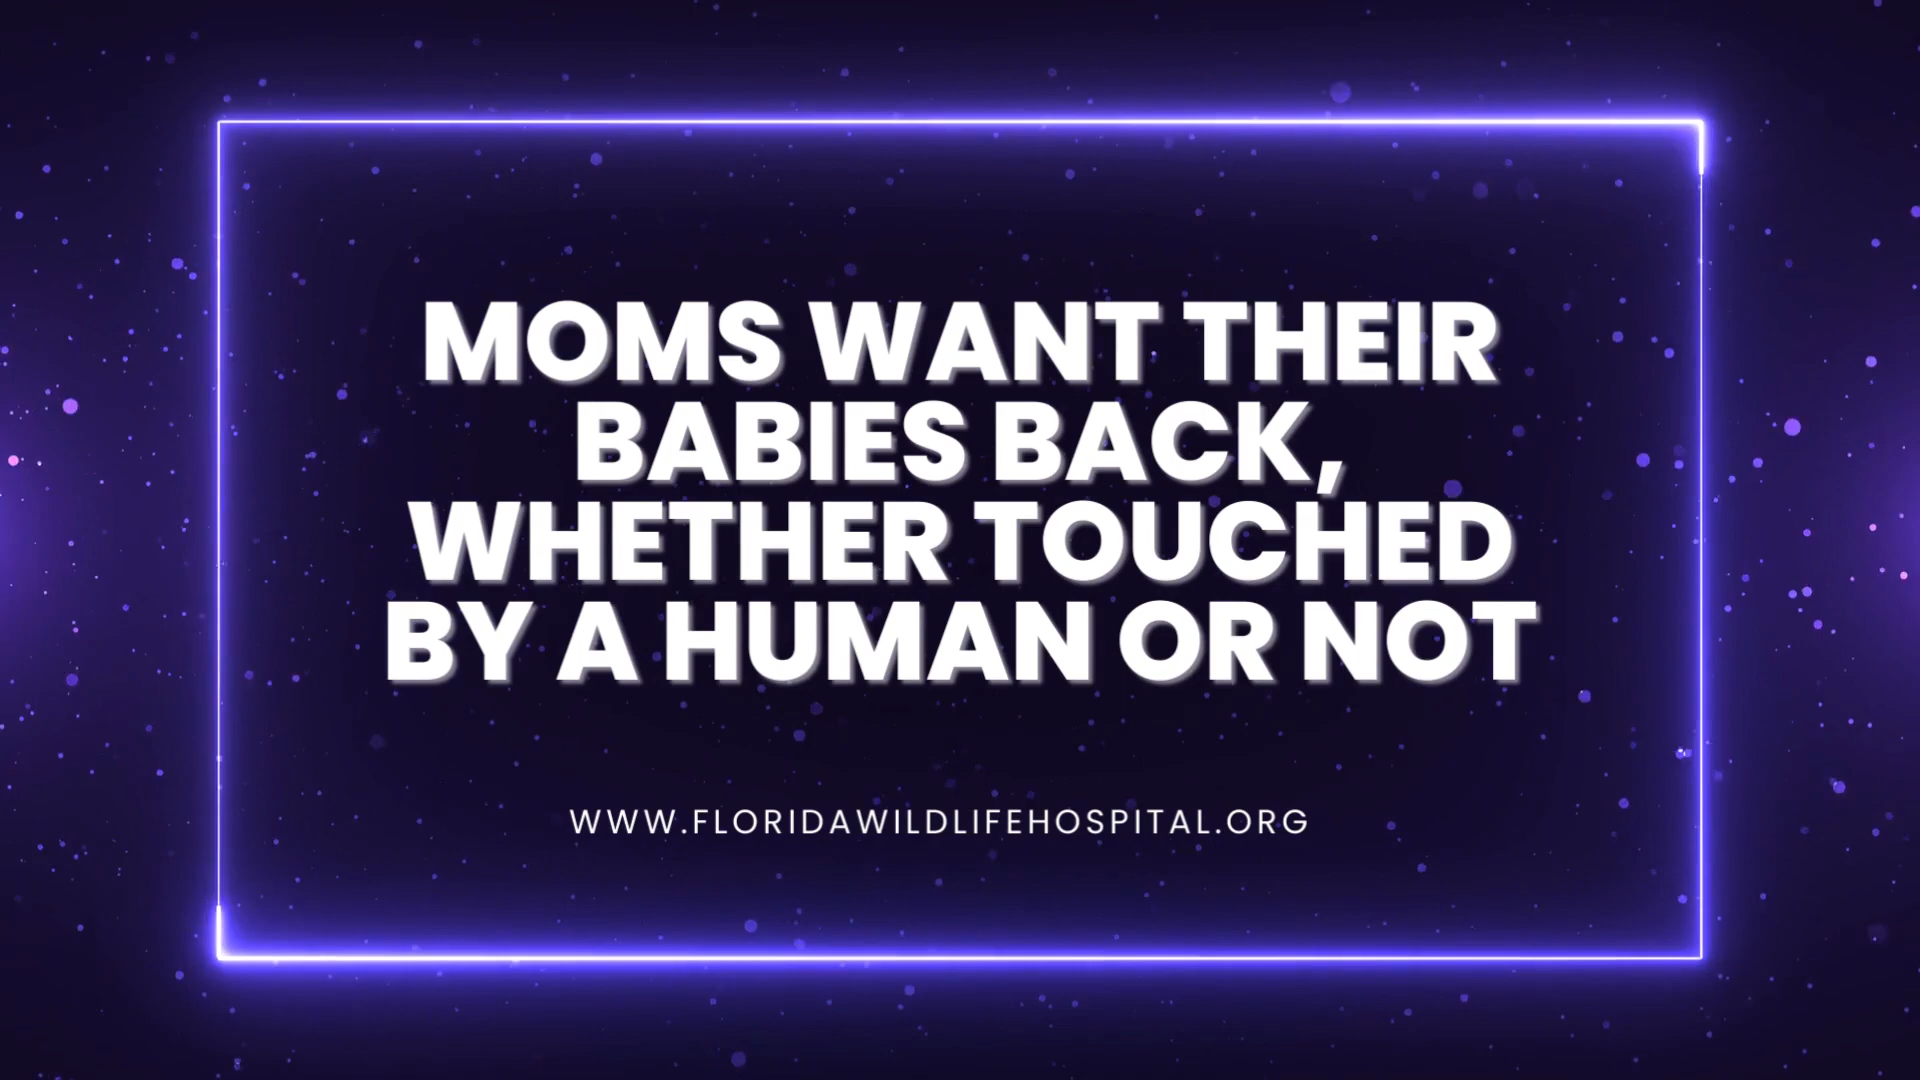 MOMS WANT THEIR
BABIES BACK,
WHETHER TOUCHED
BY A HUMAN OR NOT
WWW.FLORIDAWILDLIFEHOSPITAL.ORG